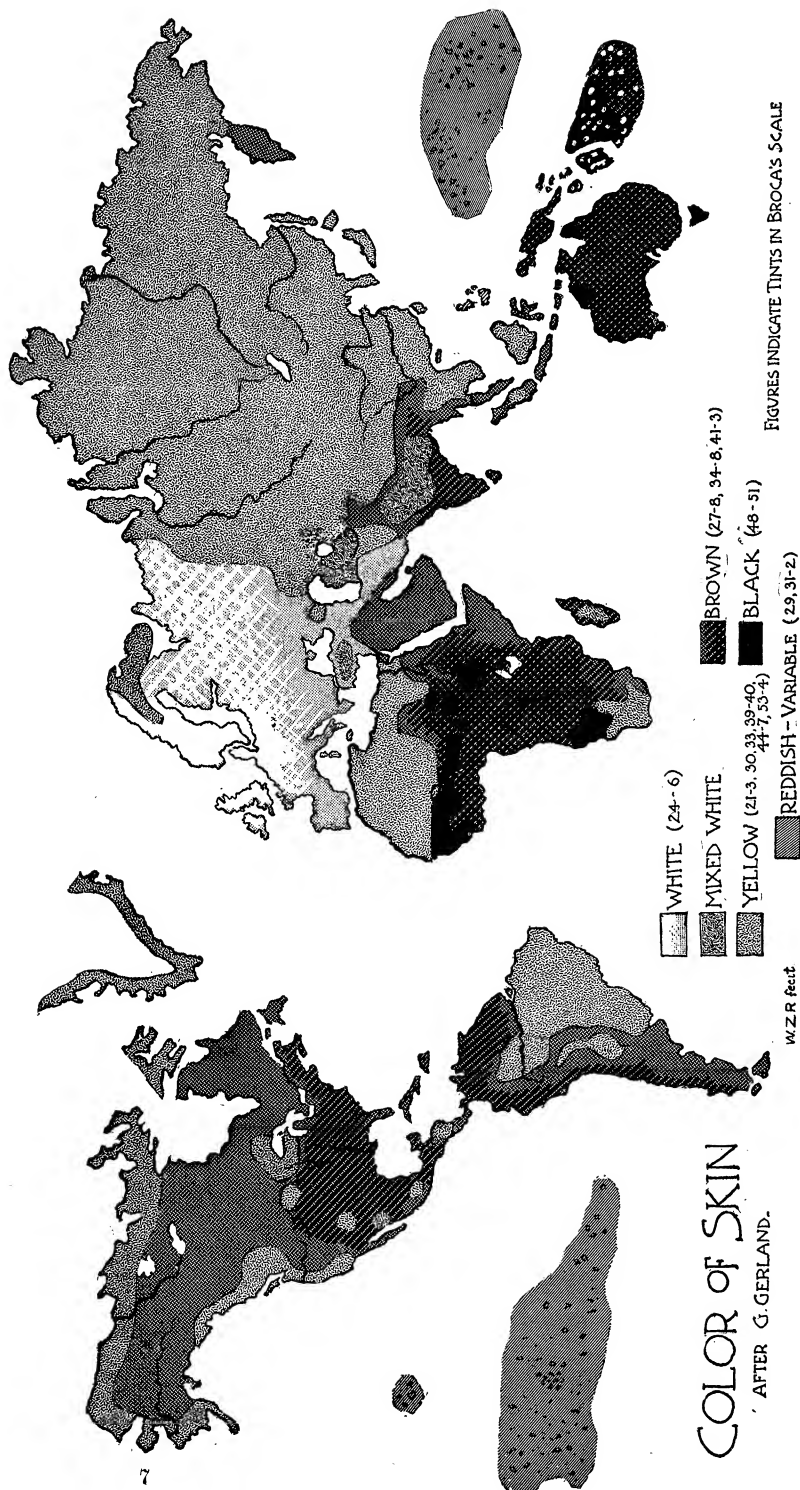 COLOR OF SKIN
AFTER G. GERLAND.
WHITE (24-6)
MIXED WHITE
YELLOW (21-3, 30, 33, 39-40,
44-7, 53-4)
REDDISH - VARIABLE (29, 31-2)
BROWN (27-8, 34-8, 41-3)
BLACK (48-51)
FIGVRES INDICATE TINTS IN BROCA'S SCALE
W.Z.R fecit
7